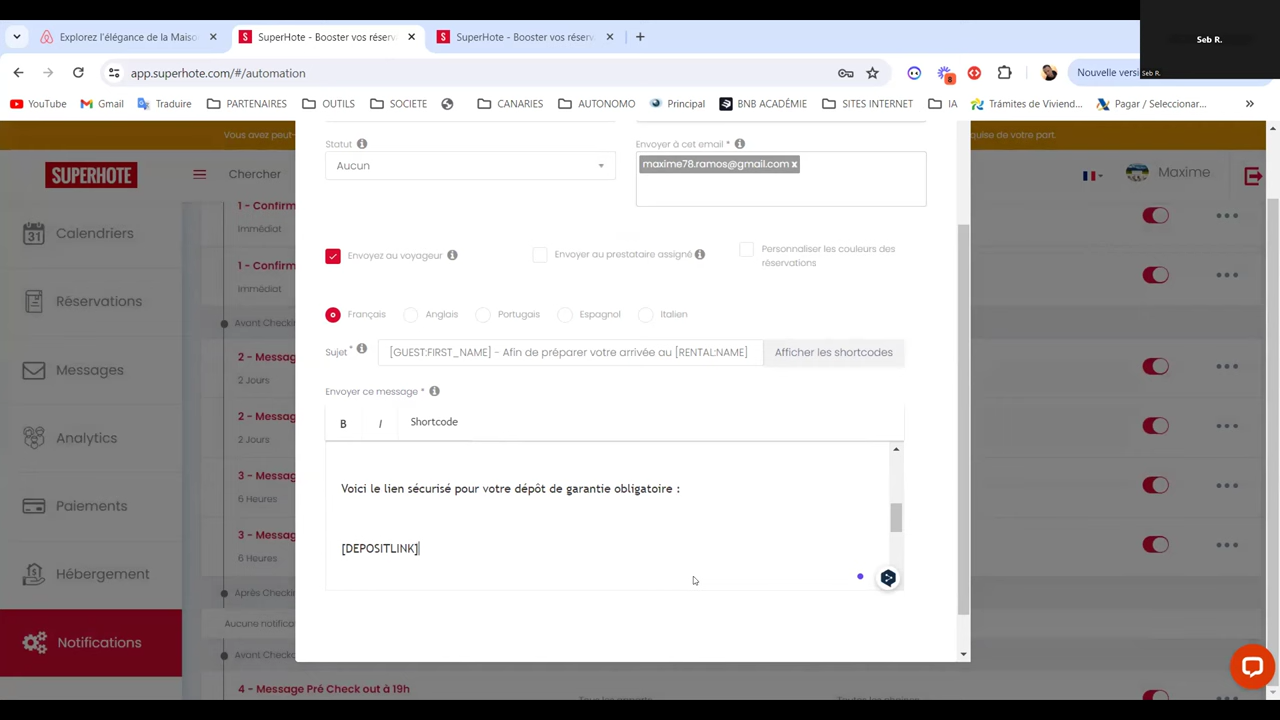 Explorez l'élégance de la Maiso
SuperHote - Booster vos réserv
SuperHote - Booster vos réserv
Seb R.
app.superhote.com/#/automation
8
Nouvelle versi
Seb R.
YouTube
Gmail
Traduire
PARTENAIRES
OUTILS
SOCIETE
CANARIES
AUTONOMO
Principal
BNB ACADÉMIE
SITES INTERNET
IA
Trámites de Viviend...
Pagar / Seleccionar...
»
Vous avez peut-
quise de votre part.
SUPERHOTE
Chercher
Maxime
Calendriers
Réservations
Messages
Analytics
Paiements
Hébergement
Notifications
1 - Confirm
Immédiat
1 - Confirm
Immédiat
Avant Checkin
2 - Messag
2 Jours
2 - Messag
2 Jours
3 - Messag
6 Heures
3 - Messag
6 Heures
Après Checkin
Aucune notifica
Avant Checko
4 - Message Pré Check out à 19h
Statut
Aucun
Envoyer à cet email *
maxime78.ramos@gmail.com x
Envoyez au voyageur
Envoyer au prestataire assigné
Personnaliser les couleurs des
réservations
Français
Anglais
Portugais
Espagnol
Italien
Sujet *
[GUEST:FIRST_NAME] - Afin de préparer votre arrivée au [RENTAL:NAME]
Afficher les shortcodes
Envoyer ce message *
B
I
Shortcode
Voici le lien sécurisé pour votre dépôt de garantie obligatoire :
[DEPOSITLINK]